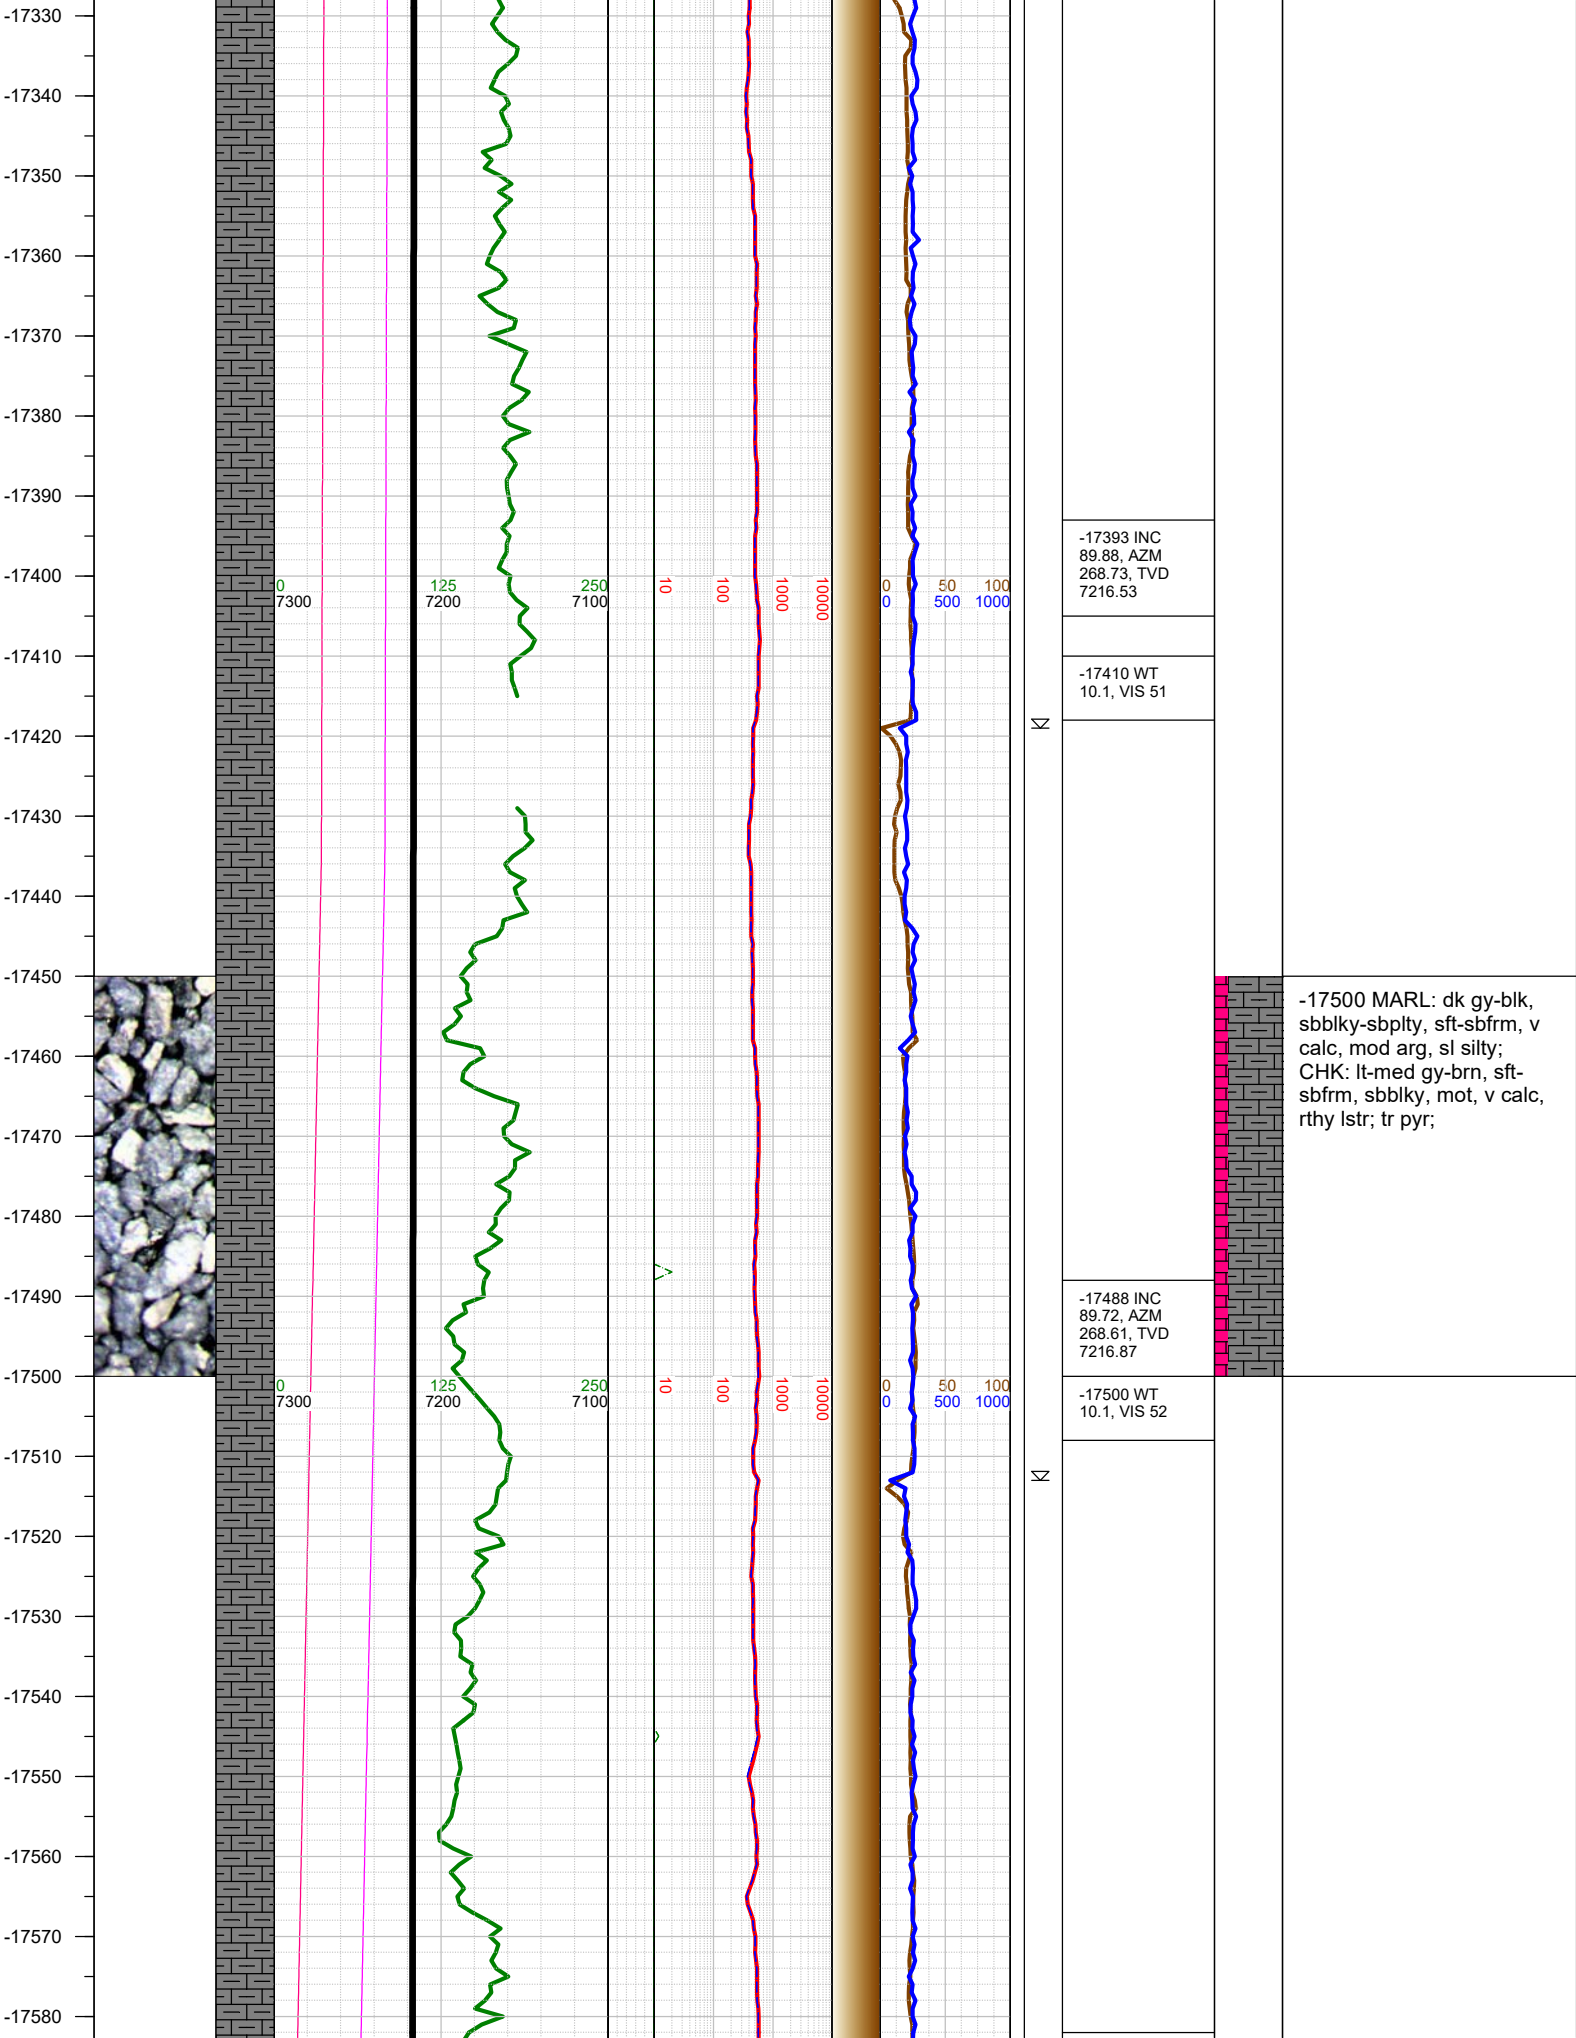 -17330
-17340
-17350
-17360
-17370
-17380
-17390
-17393 INC
89.88, AZM
268.73, TVD
7216.53
-17400
0 125 250
7300 7200 7100
10 100 1000 10000
0 50 100
0 500 1000
-17410
-17410 WT
10.1, VIS 51
-17420
-17430
-17440
-17450
-17500 MARL: dk gy-blk,
sbblky-sbplty, sft-sbfrm, v
calc, mod arg, sl silty;
CHK: lt-med gy-brn, sft-
sbfrm, sbblky, mot, v calc,
rthy lstr; tr pyr;
-17460
-17470
-17480
-17490
-17488 INC
89.72, AZM
268.61, TVD
7216.87
-17500
0 125 250
7300 7200 7100
10 100 1000 10000
0 50 100
0 500 1000
-17500 WT
10.1, VIS 52
-17510
-17520
-17530
-17540
-17550
-17560
-17570
-17580